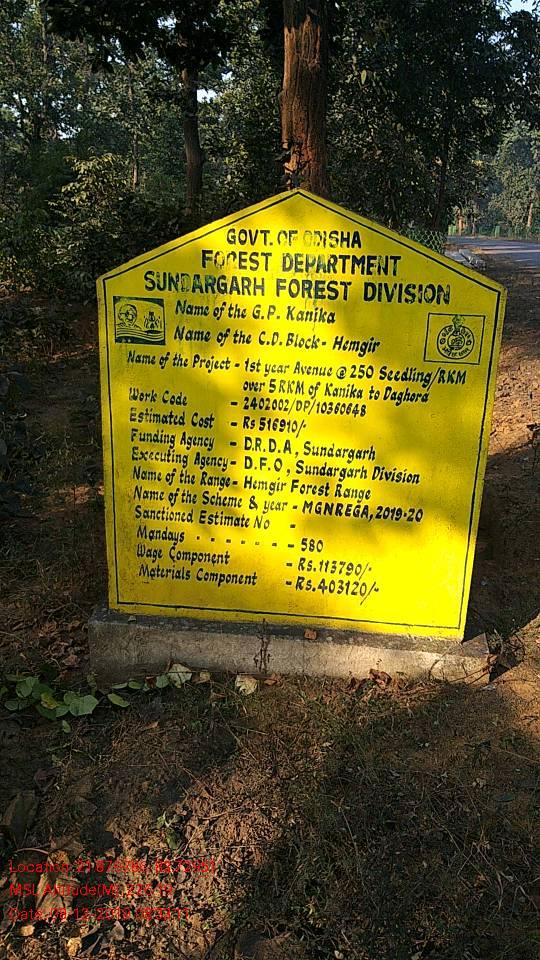 GOVT. OF ODISHA
FOREST DEPARTMENT
SUNDARGARH FOREST DIVISION
Name of the G.P. Kanika
Name of the C.D. Block - Hemgir
Name of the Project - 1st year Avenue @ 250 Seedling/RKM
over 5 RKM of Kanika to Daghora
Work Code - 2402002/DP/10360648
Estimated Cost - Rs 516910/-
Funding Agency - D.R.D.A, Sundargarh
Executing Agency - D.F.O, Sundargarh Division
Name of the Range - Hemgir Forest Range
Name of the Scheme & year - MGNREGA, 2019-20
Sanctioned Estimate No -
Mandays - - - - - - - 580
Wage Component - Rs. 113790/-
Materials Component - Rs. 403120/-
Location:
MSL Altitude(M):
Date: